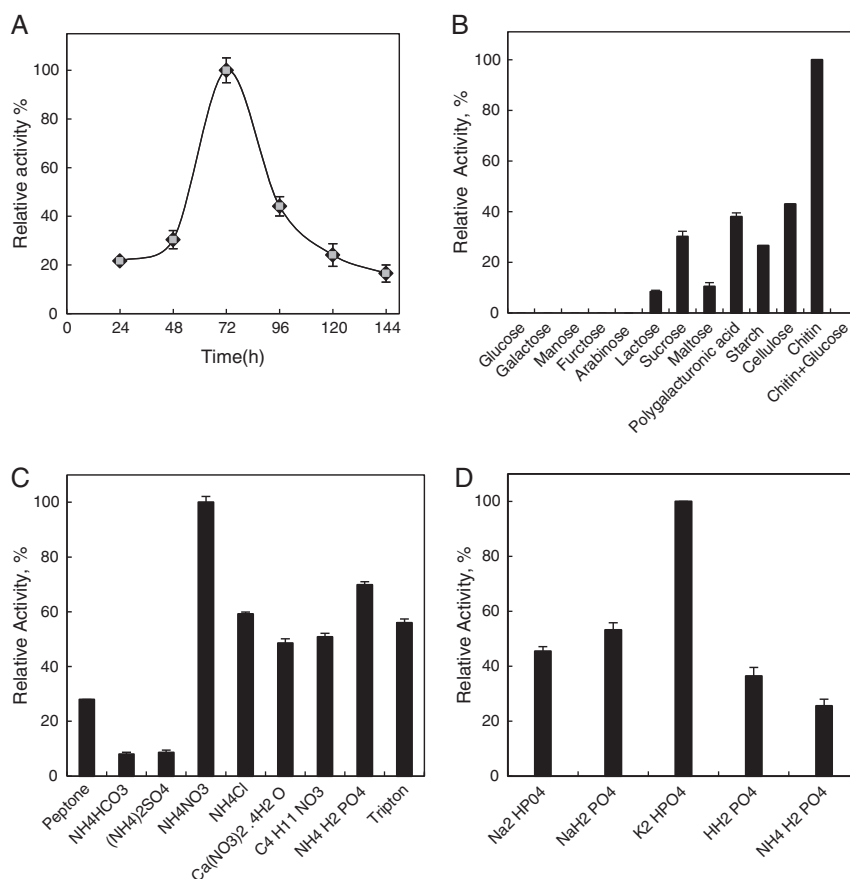 A
Relative activity %
100
80
60
40
20
0
0 24 48 72 96 120 144
Time(h)
B
Relative Activity, %
100
80
60
40
20
0
Glucose
Galactose
Manose
Furctose
Arabinose
Lactose
Sucrose
Maltose
Polygalacturonic acid
Starch
Cellulose
Chitin
Chitin+Glucose
C
Relative Activity, %
100
80
60
40
20
0
Peptone
NH4HCO3
(NH4)2SO4
NH4NO3
NH4Cl
Ca(NO3)2 .4H2 O
C4 H11 NO3
NH4 H2 PO4
Tripton
D
Relative Activity, %
100
80
60
40
20
0
Na2 HP04
NaH2 PO4
K2 HPO4
HH2 PO4
NH4 H2 PO4